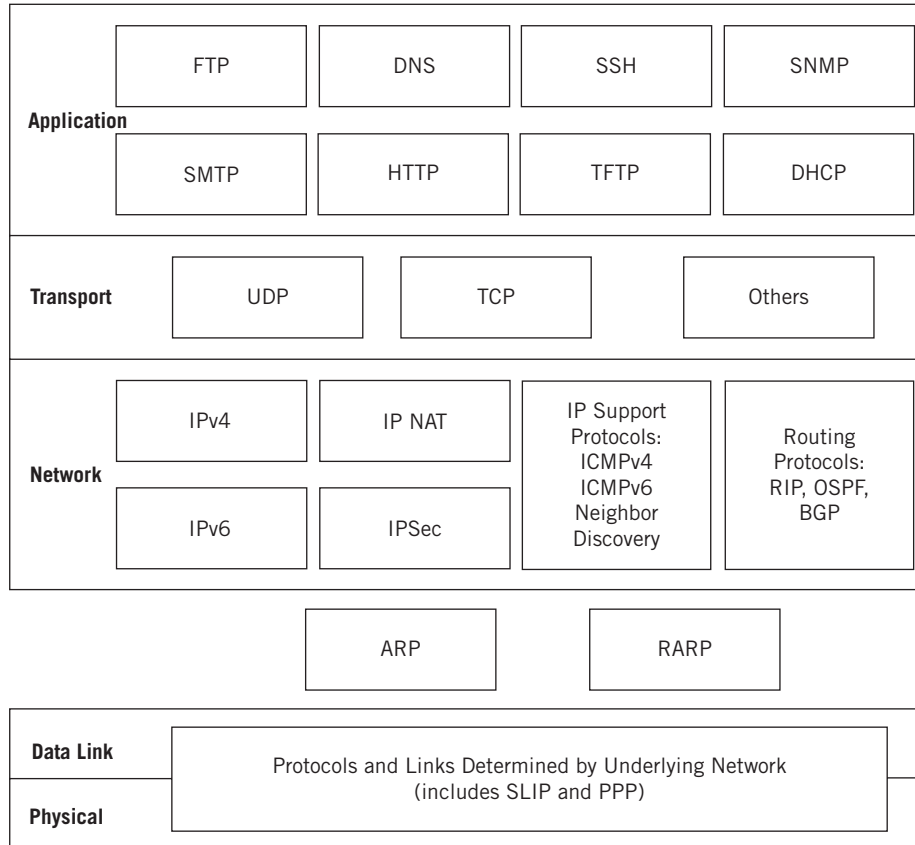 FTP
DNS
SSH
SNMP
Application
SMTP
HTTP
TFTP
DHCP
Transport
UDP
TCP
Others
Network
IPv4
IP NAT
IPv6
IPSec
IP Support
Protocols:
ICMPv4
ICMPv6
Neighbor
Discovery
Routing
Protocols:
RIP, OSPF,
BGP
ARP
RARP
Data Link
Physical
Protocols and Links Determined by Underlying Network
(includes SLIP and PPP)